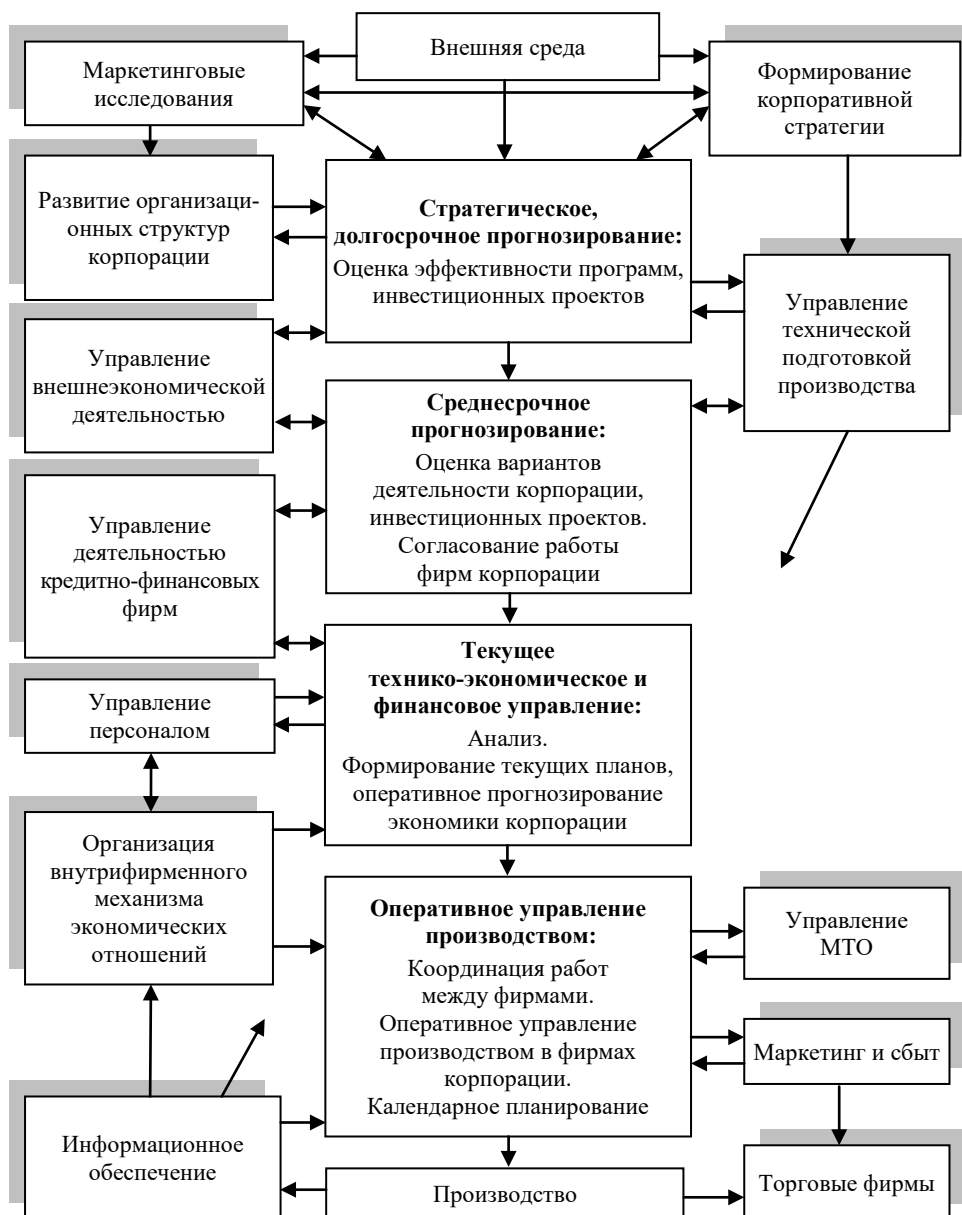 Внешняя среда
Маркетинговые
исследования
Формирование
корпоративной
стратегии
Развитие организаци-
онных структур
корпорации
Стратегическое,
долгосрочное прогнозирование:
Оценка эффективности программ,
инвестиционных проектов
Управление
технической
подготовкой
производства
Управление
внешнеэкономической
деятельностью
Среднесрочное
прогнозирование:
Оценка вариантов
деятельности корпорации,
инвестиционных проектов.
Согласование работы
фирм корпорации
Управление
деятельностью
кредитно-финансовых
фирм
Текущее
технико-экономическое и
финансовое управление:
Анализ.
Формирование текущих планов,
оперативное прогнозирование
экономики корпорации
Управление
персоналом
Организация
внутрифирменного
механизма
экономических
отношений
Оперативное управление
производством:
Координация работ
между фирмами.
Оперативное управление
производством в фирмах
корпорации.
Календарное планирование
Управление
МТО
Маркетинг и сбыт
Информационное
обеспечение
Производство
Торговые фирмы